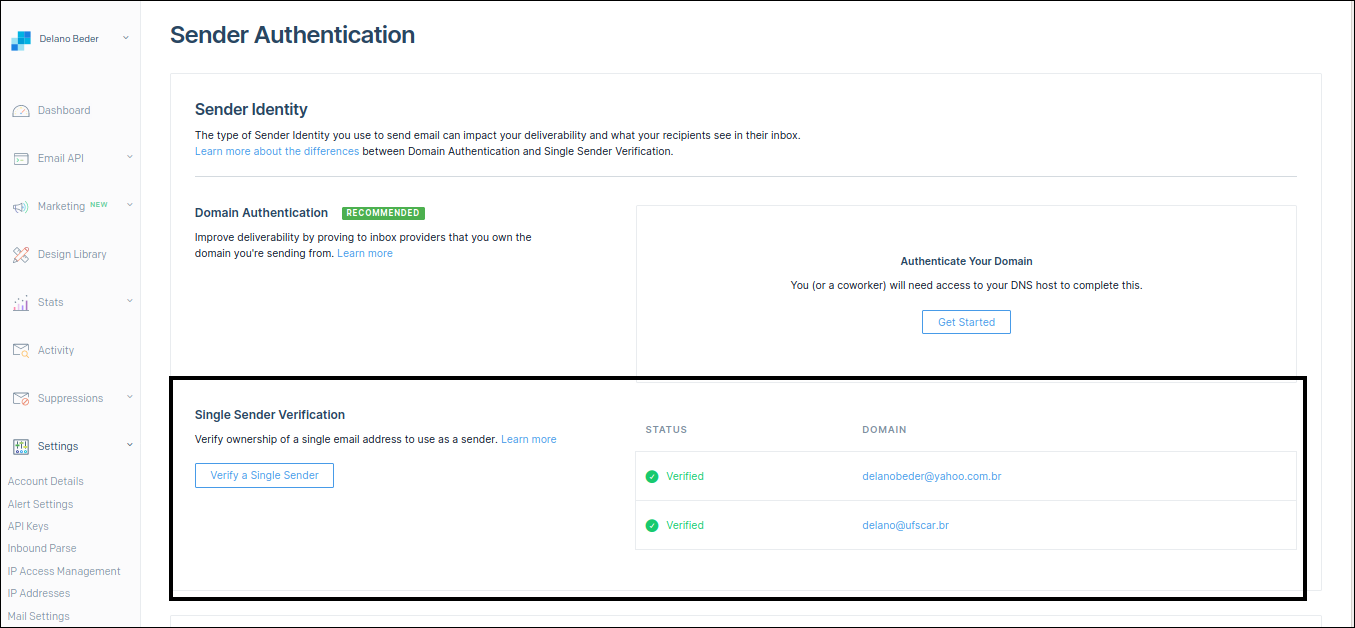 Delano Beder
Dashboard
Email API
Marketing NEW
Design Library
Stats
Activity
Suppressions
Settings
Account Details
Alert Settings
API Keys
Inbound Parse
IP Access Management
IP Addresses
Mail Settings
Sender Authentication
Sender Identity
The type of Sender Identity you use to send email can impact your deliverability and what your recipients see in their inbox.
Learn more about the differences between Domain Authentication and Single Sender Verification.
Domain Authentication RECOMMENDED
Improve deliverability by proving to inbox providers that you own the
domain you're sending from. Learn more
Authenticate Your Domain
You (or a coworker) will need access to your DNS host to complete this.
Get Started
Single Sender Verification
Verify ownership of a single email address to use as a sender. Learn more
Verify a Single Sender
STATUS DOMAIN
Verified delanobeder@yahoo.com.br
Verified delano@ufscar.br